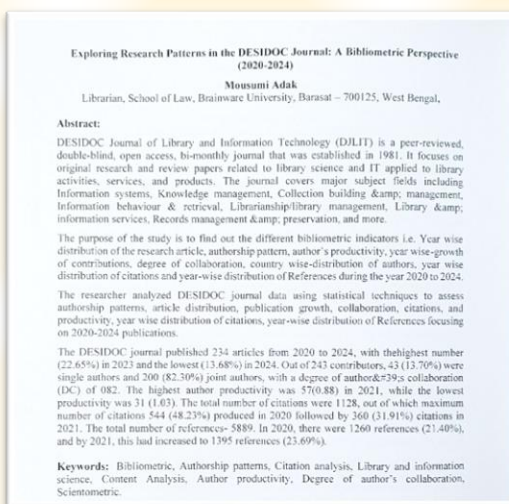 Exploring Research Patterns in the DESIDOC Journal: A Bibliometric Perspective
(2020-2024)
Mousumi Adak
Librarian, School of Law, Brainware University, Barasat – 700125, West Bengal,
Abstract:
DESIDOC Journal of Library and Information Technology (DJLIT) is a peer-reviewed,
double-blind, open access, bi-monthly journal that was established in 1981. It focuses on
original research and review papers related to library science and IT applied to library
activities, services, and products. The journal covers major subject fields including
Information systems, Knowledge management, Collection building &amp; management,
Information behaviour & retrieval, Librarianship/library management, Library &amp;
information services, Records management &amp; preservation, and more.
The purpose of the study is to find out the different bibliometric indicators i.e. Year wise
distribution of the research article, authorship pattern, author's productivity, year wise-growth
of contributions, degree of collaboration, country wise-distribution of authors, year wise
distribution of citations and year-wise distribution of References during the year 2020 to 2024.
The researcher analyzed DESIDOC journal data using statistical techniques to assess
authorship patterns, article distribution, publication growth, collaboration, citations, and
productivity, year wise distribution of citations, year-wise distribution of References focusing
on 2020-2024 publications.
The DESIDOC journal published 234 articles from 2020 to 2024, with thehighest number
(22.65%) in 2023 and the lowest (13.68%) in 2024. Out of 243 contributors, 43 (13.70%) were
single authors and 200 (82.30%) joint authors, with a degree of author&#39;s collaboration
(DC) of 082. The highest author productivity was 57(0.88) in 2021, while the lowest
productivity was 31 (1.03). The total number of citations were 1128, out of which maximum
number of citations 544 (48.23%) produced in 2020 followed by 360 (31.91%) citations in
2021. The total number of references- 5889. In 2020, there were 1260 references (21.40%),
and by 2021, this had increased to 1395 references (23.69%).
Keywords: Bibliometric, Authorship patterns, Citation analysis, Library and information
science, Content Analysis, Author productivity, Degree of author's collaboration,
Scientometric.